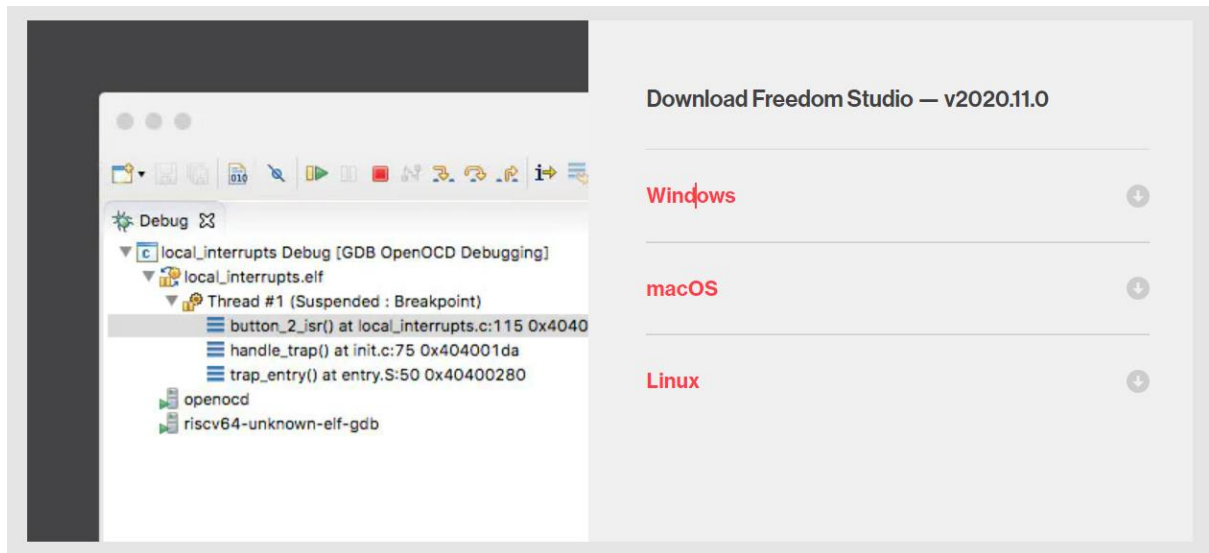 Debug
local_interrupts Debug [GDB OpenOCD Debugging]
local_interrupts.elf
Thread #1 (Suspended : Breakpoint)
button_2_isr() at local_interrupts.c:115 0x4040
handle_trap() at init.c:75 0x404001da
trap_entry() at entry.S:50 0x40400280
openocd
riscv64-unknown-elf-gdb
Download Freedom Studio — v2020.11.0
Windows
macOS
Linux